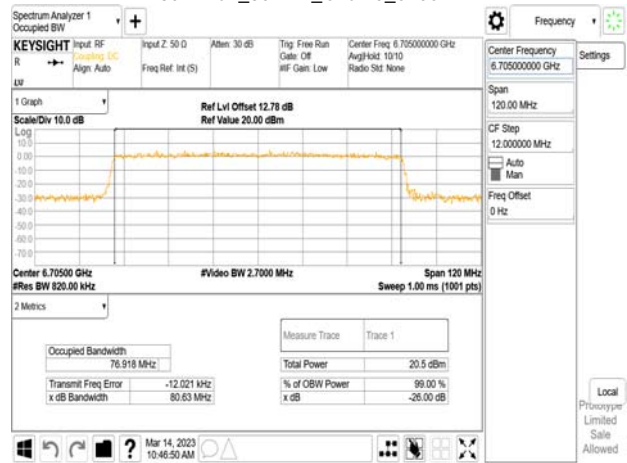 Spectrum Analyzer 1
Occupied BW
Frequency
KEYSIGHT
R
Input: RF
Coupling: DC
Align: Auto
Input Z: 50 Ω
Freq Ref: Int (S)
Atten: 30 dB
Trig: Free Run
Gate: Off
#IF Gain: Low
Center Freq: 6.705000000 GHz
Avg|Hold: 10/10
Radio Std: None
1 Graph
Scale/Div 10.0 dB
Ref Lvl Offset 12.78 dB
Ref Value 20.00 dBm
Log
10.0
0.00
-10.0
-20.0
-30.0
-40.0
-50.0
-60.0
-70.0
Center 6.70500 GHz
#Res BW 820.00 kHz
#Video BW 2.7000 MHz
Span 120 MHz
Sweep 1.00 ms (1001 pts)
2 Metrics
Measure Trace
Trace 1
Occupied Bandwidth
76.918 MHz
Total Power
20.5 dBm
Transmit Freq Error
-12.021 kHz
% of OBW Power
99.00 %
x dB Bandwidth
80.63 MHz
x dB
-26.00 dB
Center Frequency
6.705000000 GHz
Settings
Span
120.00 MHz
CF Step
12.000000 MHz
Auto
Man
Freq Offset
0 Hz
Local
Prototype
Limited
Sale
Allowed
Mar 14, 2023
10:46:50 AM